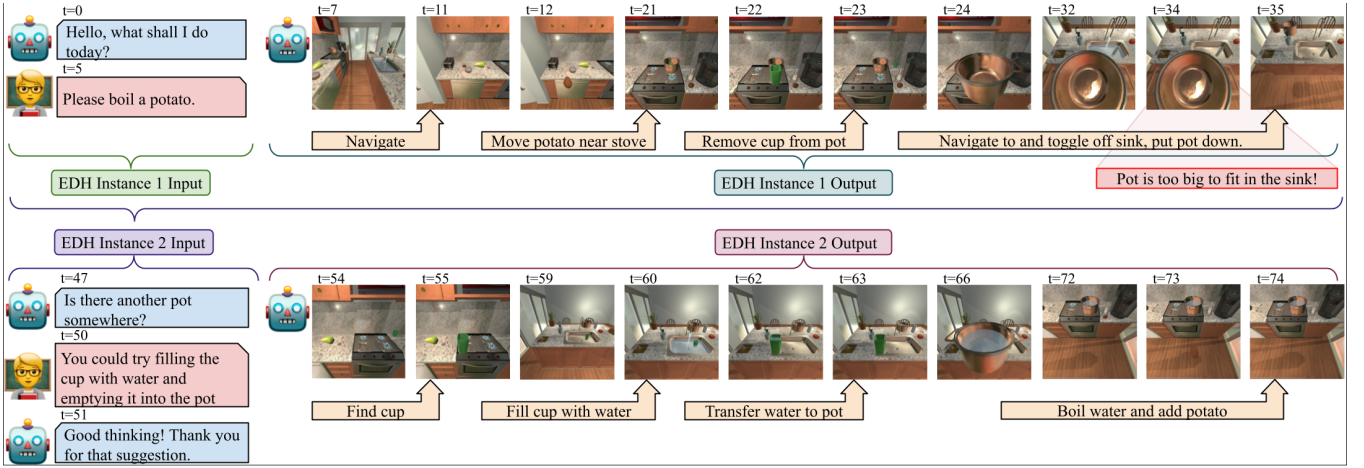 t=0
Hello, what shall I do
today?
t=5
Please boil a potato.
t=7
t=11
t=12
t=21
t=22
t=23
t=24
t=32
t=34
t=35
Navigate
Move potato near stove
Remove cup from pot
Navigate to and toggle off sink, put pot down.
EDH Instance 1 Input
EDH Instance 1 Output
Pot is too big to fit in the sink!
EDH Instance 2 Input
EDH Instance 2 Output
t=47
Is there another pot
somewhere?
t=50
You could try filling the
cup with water and
emptying it into the pot
t=51
Good thinking! Thank you
for that suggestion.
t=54
t=55
t=59
t=60
t=62
t=63
t=66
t=72
t=73
t=74
Find cup
Fill cup with water
Transfer water to pot
Boil water and add potato